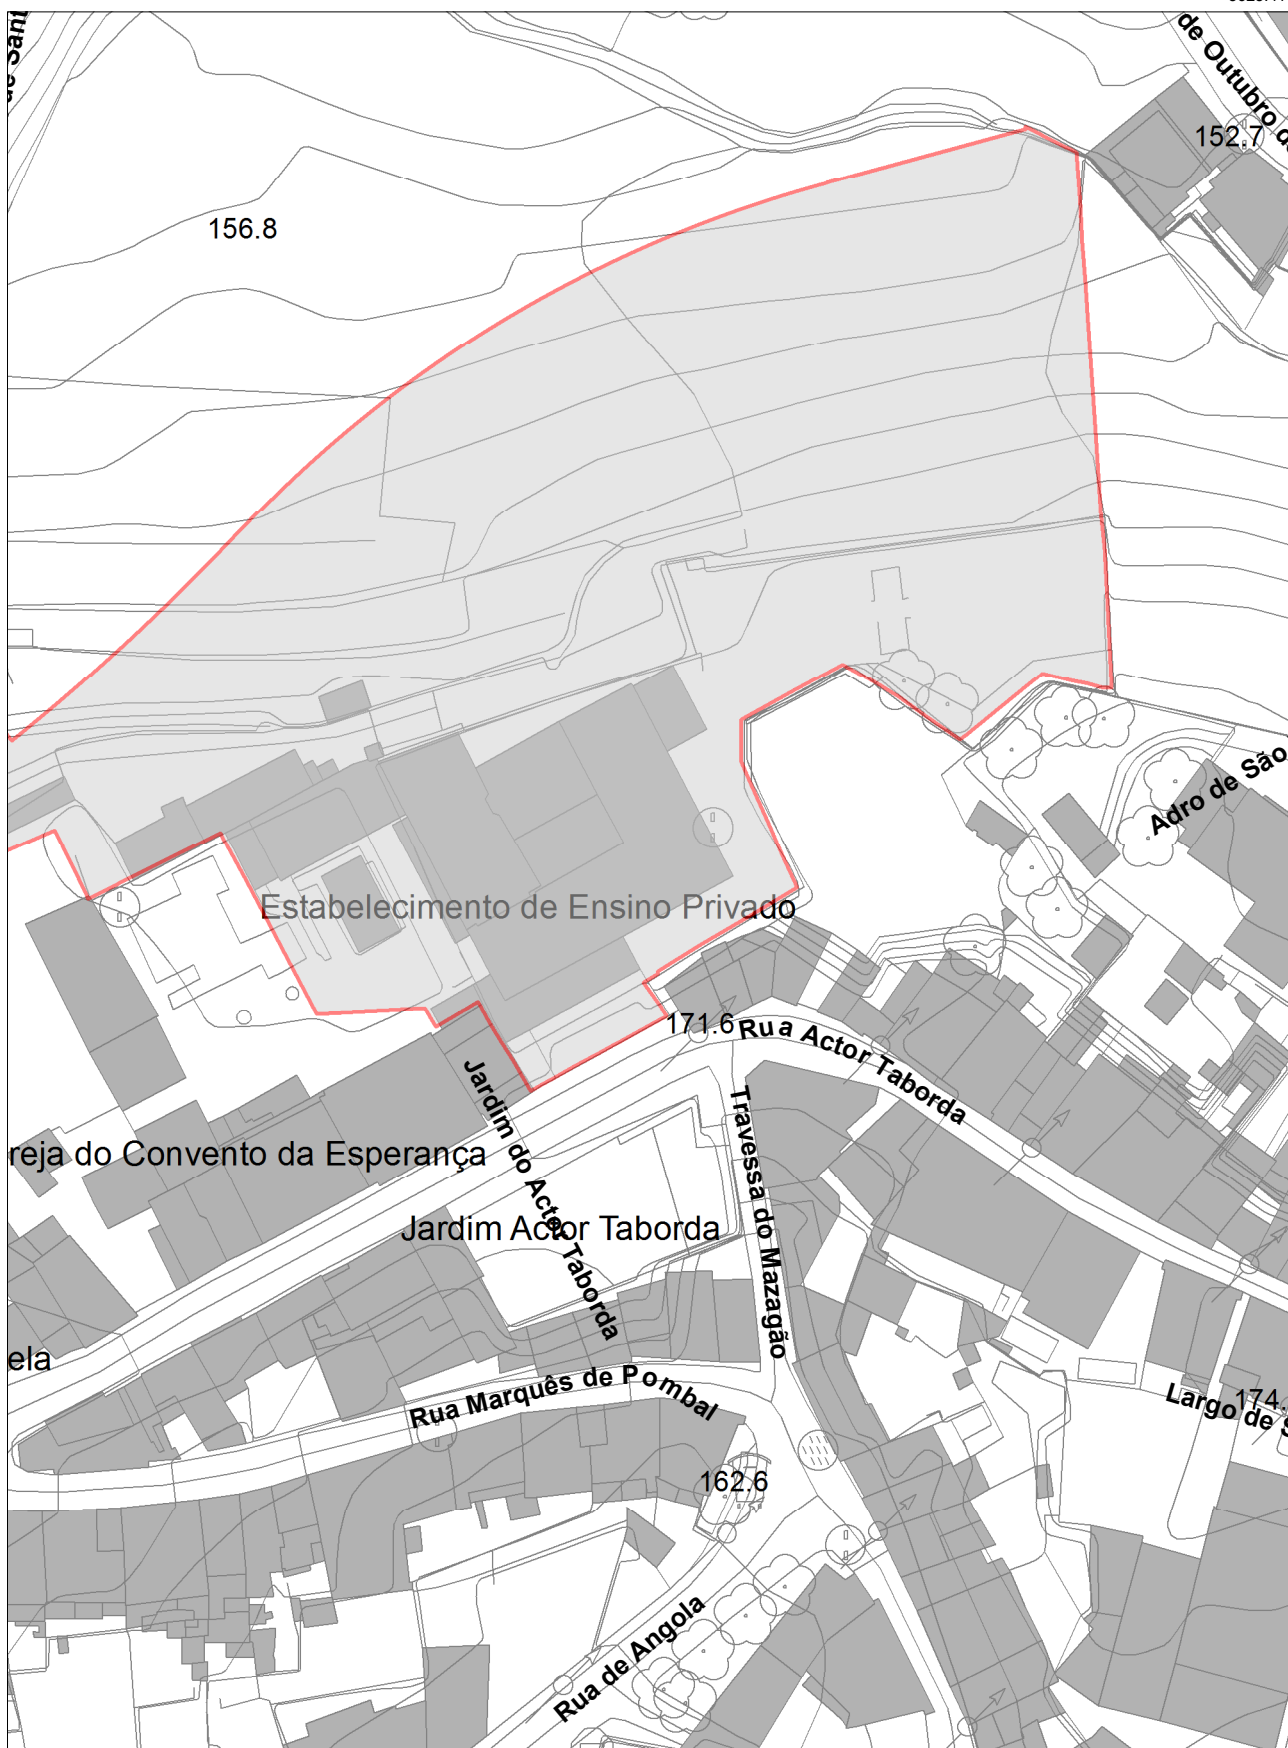 de Outubro d
152.7
156.8
Adro de São
Estabelecimento de Ensino Privado
171.6
Rua Actor Taborda
Jardim do Actor Taborda
Travessa do Mazagão
reja do Convento da Esperança
Jardim Actor Taborda
ela
Rua Marquês de Pombal
Largo de S
174.
162.6
Rua de Angola